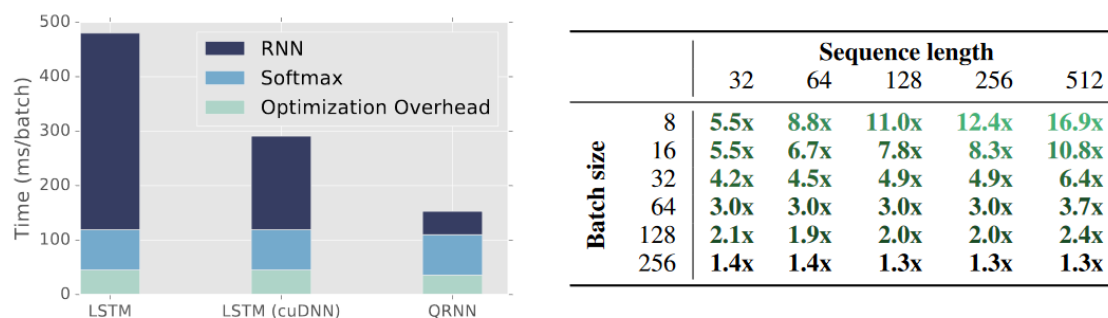 500
400
300
200
100
0
Time (ms/batch)
RNN
Softmax
Optimization Overhead
LSTM
LSTM (cuDNN)
QRNN
Sequence length
32 64 128 256 512
Batch size
8 5.5x 8.8x 11.0x 12.4x 16.9x
16 5.5x 6.7x 7.8x 8.3x 10.8x
32 4.2x 4.5x 4.9x 4.9x 6.4x
64 3.0x 3.0x 3.0x 3.0x 3.7x
128 2.1x 1.9x 2.0x 2.0x 2.4x
256 1.4x 1.4x 1.3x 1.3x 1.3x